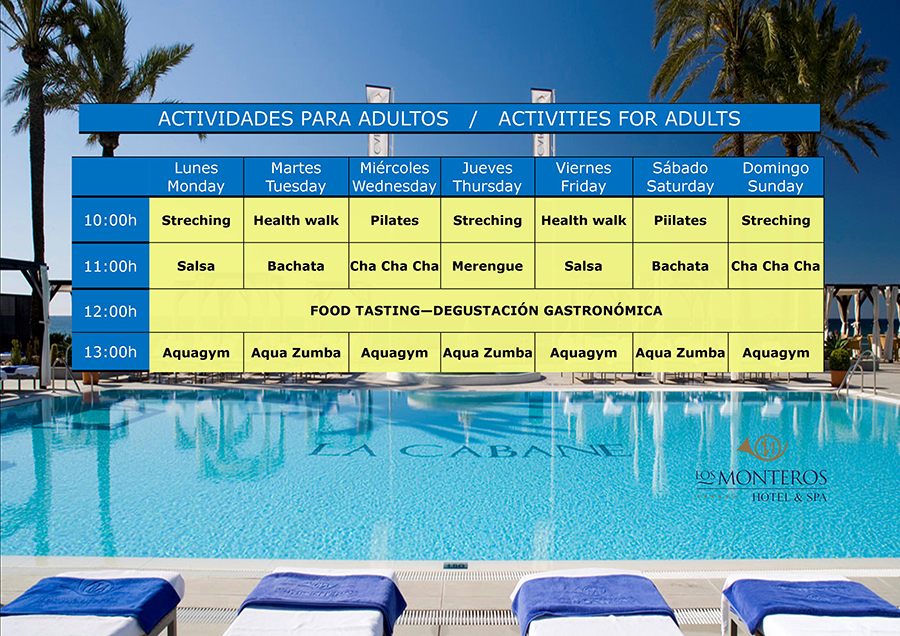 ACTIVIDADES PARA ADULTOS / ACTIVITIES FOR ADULTS
Lunes Martes Miércoles Jueves Viernes Sábado Domingo
Monday Tuesday Wednesday Thursday Friday Saturday Sunday
10:00h Streching Health walk Pilates Streching Health walk Piilates Streching
11:00h Salsa Bachata Cha Cha Cha Merengue Salsa Bachata Cha Cha Cha
12:00h FOOD TASTING—DEGUSTACIÓN GASTRONÓMICA
13:00h Aquagym Aqua Zumba Aquagym Aqua Zumba Aquagym Aqua Zumba Aquagym
LA CABANE
LOS MONTEROS
HOTEL & SPA